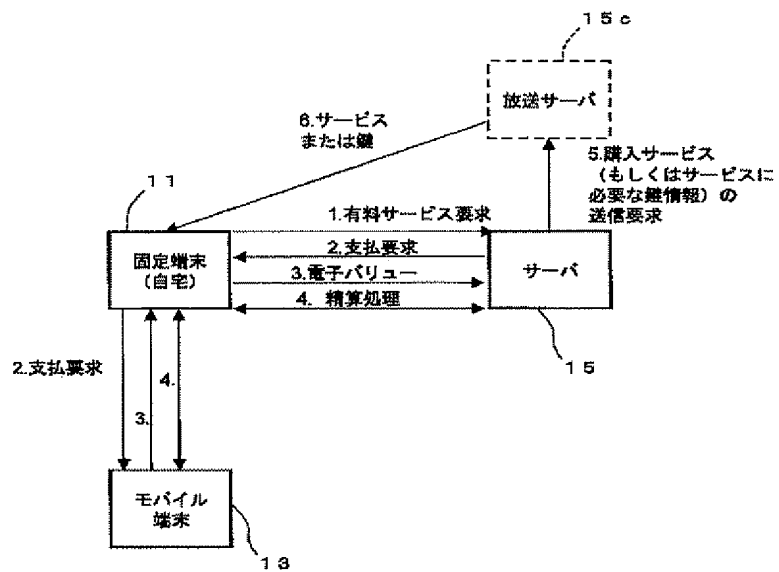 １５ｃ
放送サーバ
6.サービス
または鍵
5.購入サービス
（もしくはサービスに
必要な鍵情報）の
送信要求
１１
1.有料サービス要求
固定端末
（自宅）
2.支払要求
3.電子バリュー
4. 精算処理
サーバ
１５
2.支払要求
3.
4.
モバイル
端末
１３